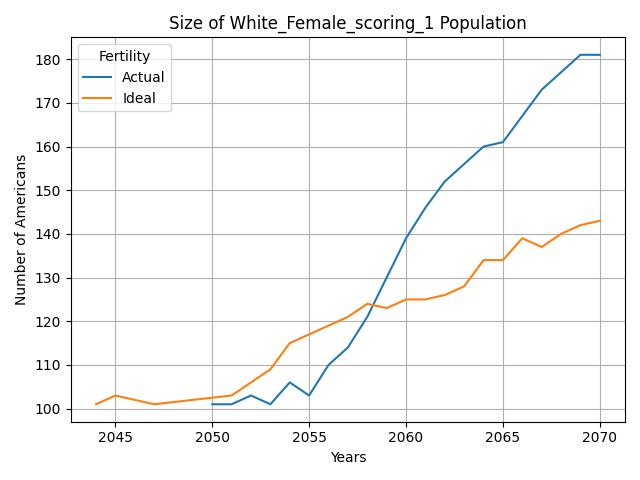 Size of White_Female_scoring_1 Population
Fertility
Actual
Ideal
Number of Americans
180
170
160
150
140
130
120
110
100
2045
2050
2055
2060
2065
2070
Years